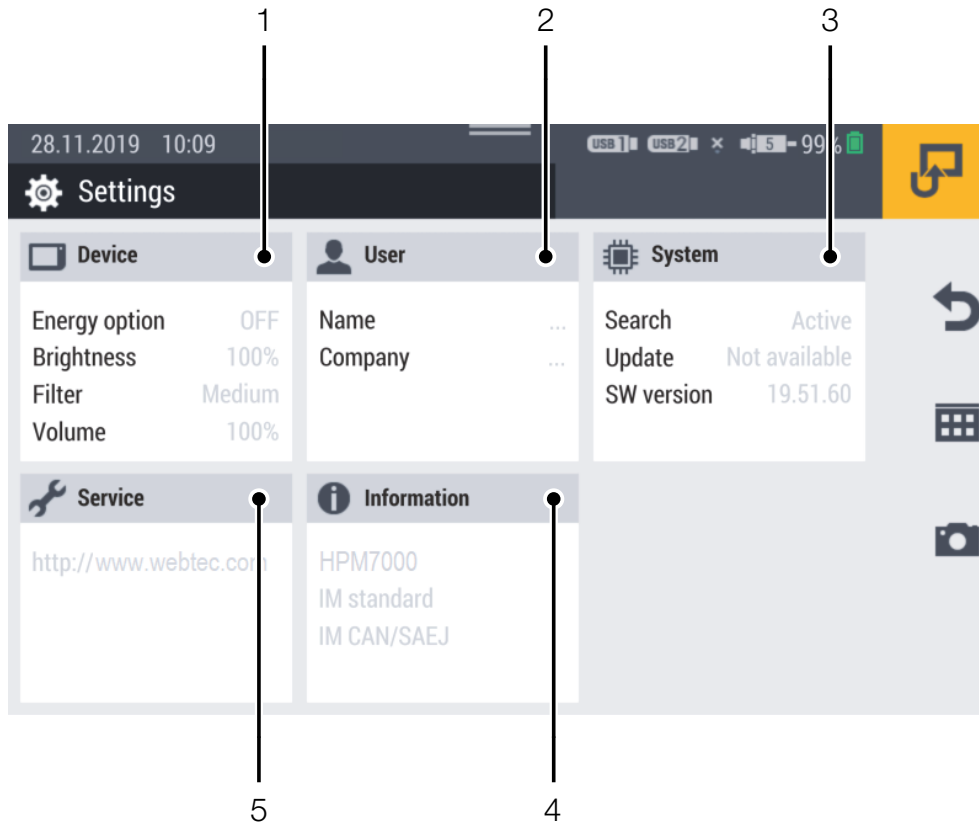 1 2 3
28.11.2019 10:09 USB 1 USB 2 5 99%
Settings
Device User System
Energy option OFF Name ... Search Active
Brightness 100% Company ... Update Not available
Filter Medium SW version 19.51.60
Volume 100%
Service Information
http://www.webtec.com HPM7000
IM standard
IM CAN/SAEJ
5 4